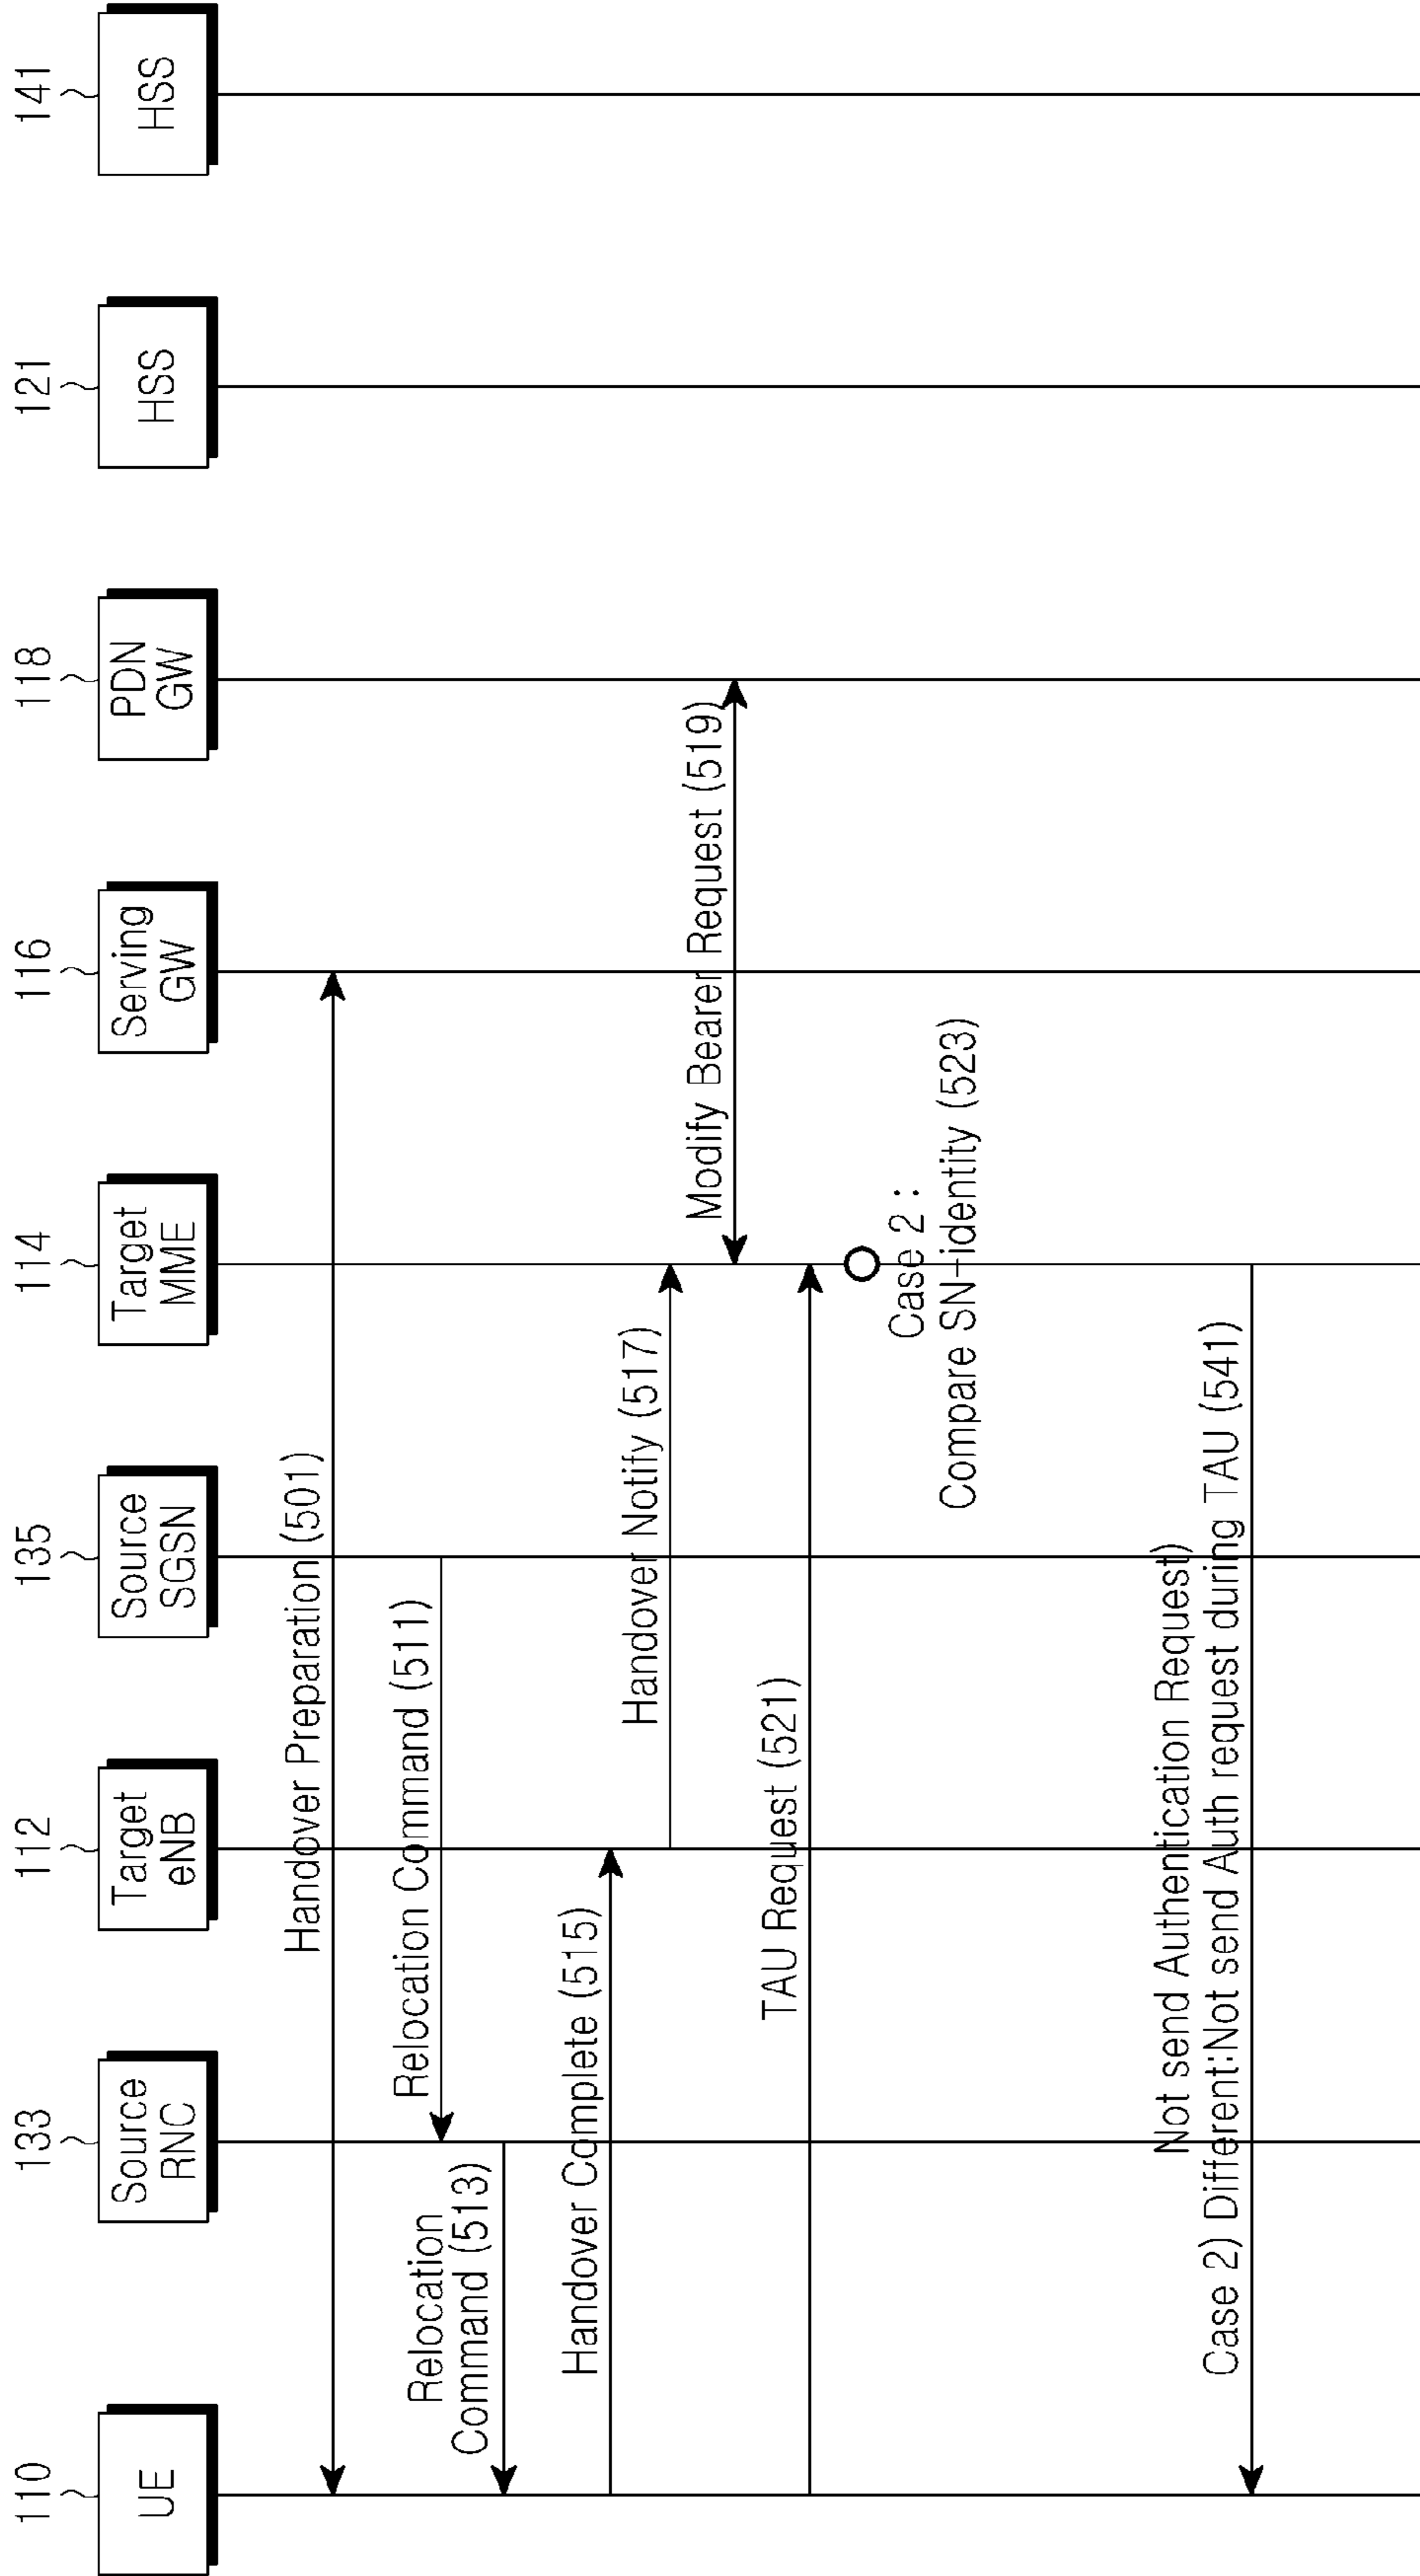 110
133
112
135
114
116
118
121
141
UE
Source
RNC
Target
eNB
Source
SGSN
Target
MME
Serving
GW
PDN
GW
HSS
HSS
Handover Preparation (501)
Relocation Command (511)
Relocation
Command (513)
Handover Complete (515)
Handover Notify (517)
Modify Bearer Request (519)
TAU Request (521)
Case 2 :
Compare SN-identity (523)
Not send Authentication Request)
Case 2) Different:Not send Auth request during TAU (541)